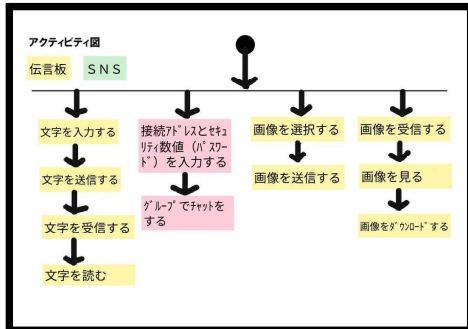 アクティビティ図
伝言板
ＳＮＳ
文字を入力する
文字を送信する
文字を受信する
文字を読む
接続ｱﾄﾞﾚｽとｾｷｭ
ﾘﾃｨ数値（ﾊﾟｽﾜｰ
ﾄﾞ）を入力する
ｸﾞﾙｰﾌﾟでﾁｬｯﾄを
する
画像を選択する
画像を送信する
画像を受信する
画像を見る
画像をﾀﾞｳﾝﾛｰﾄﾞする